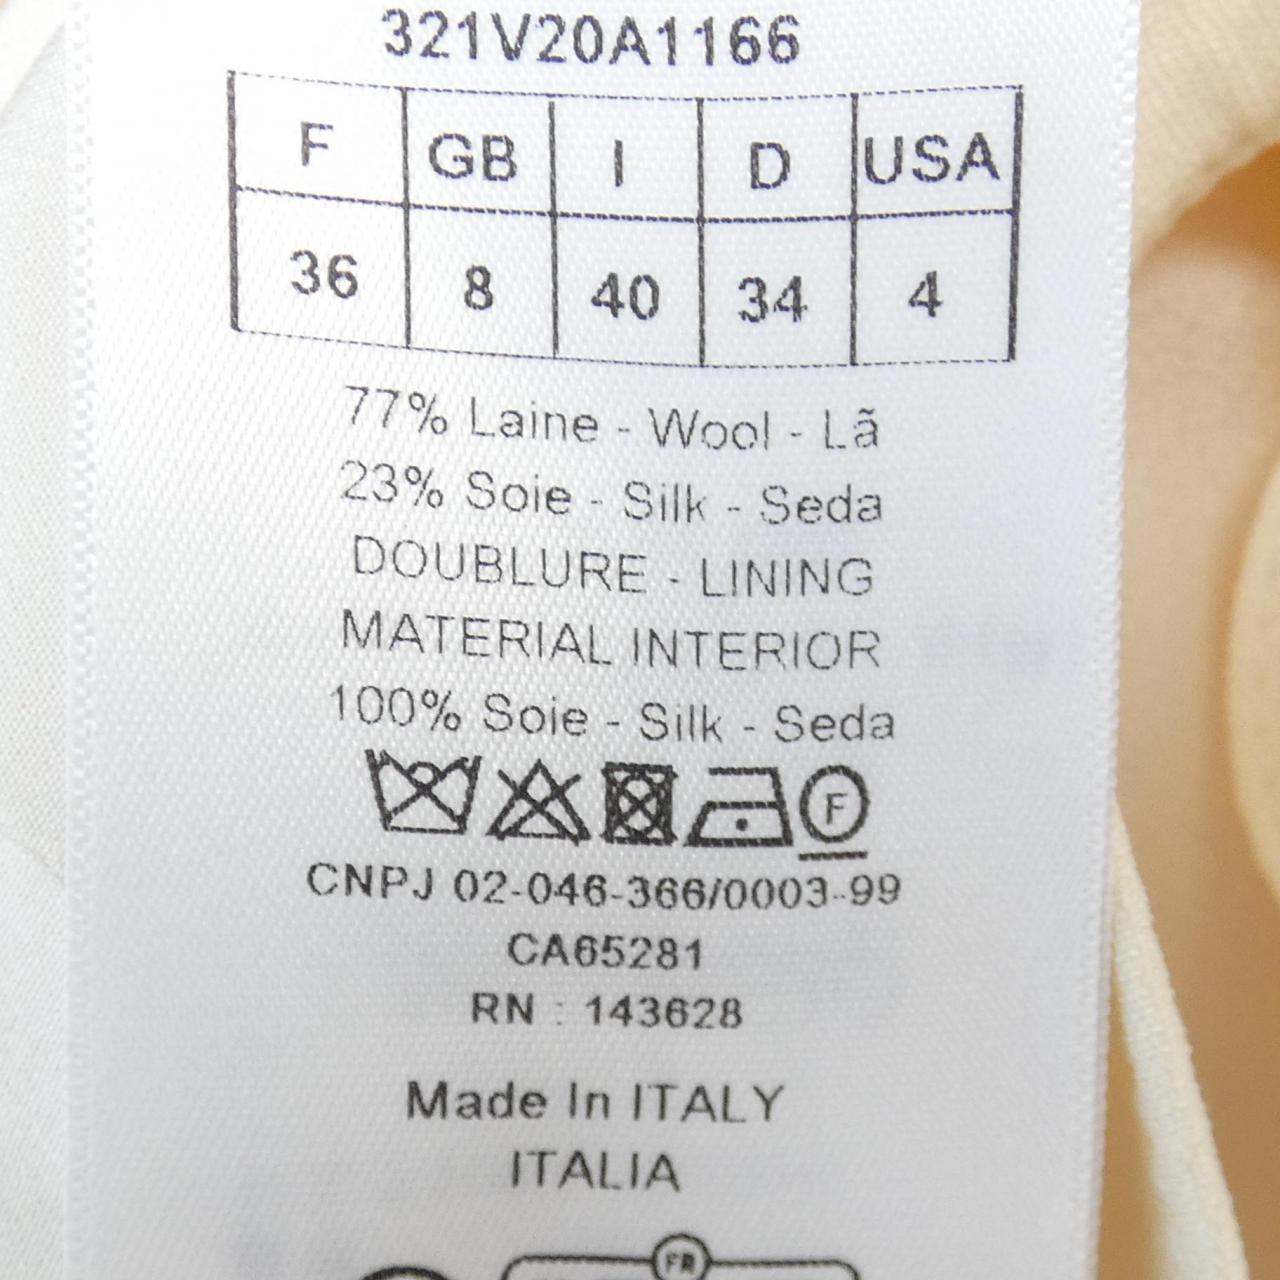 321V20A1166
F GB I D USA
36 8 40 34 4
77% Laine - Wool - Lã
23% Soie - Silk - Seda
DOUBLURE - LINING
MATERIAL INTERIOR
100% Soie - Silk - Seda
F
CNPJ 02-046-366/0003-99
CA65281
RN : 143628
Made In ITALY
ITALIA
FR